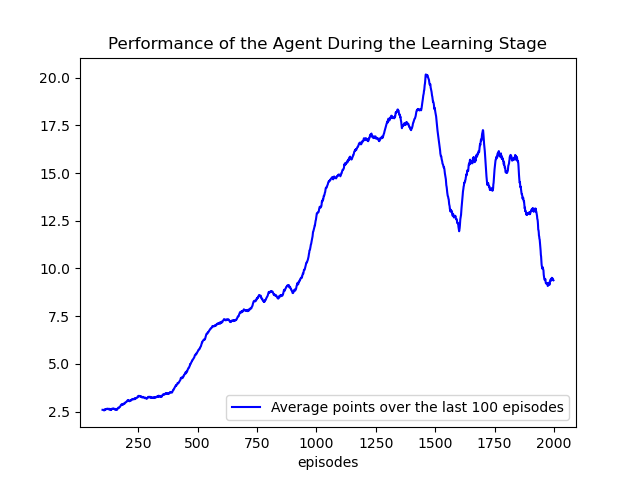 Performance of the Agent During the Learning Stage
20.0
17.5
15.0
12.5
10.0
7.5
5.0
2.5
Average points over the last 100 episodes
250 500 750 1000 1250 1500 1750 2000
episodes